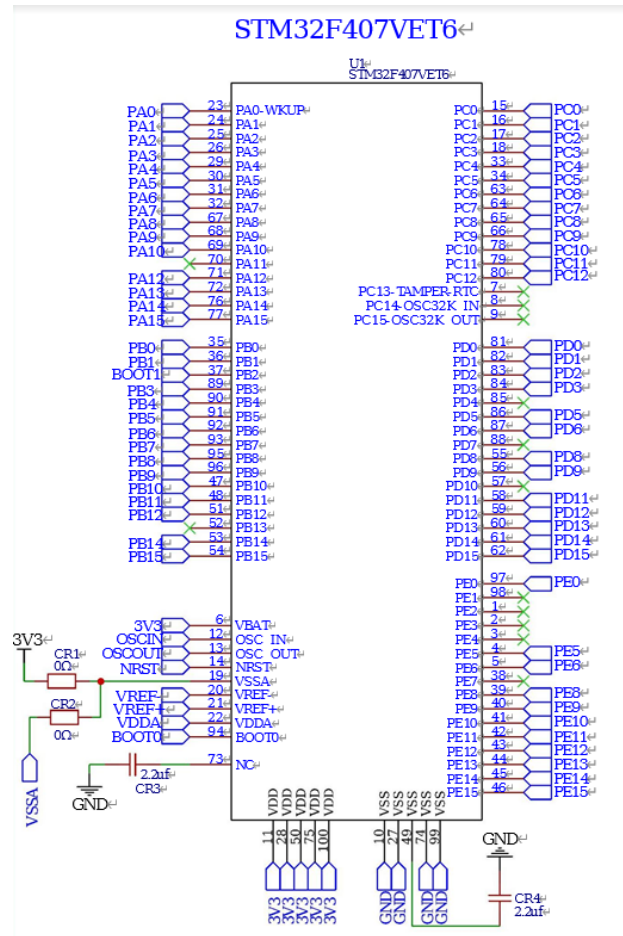 STM32F407VET6
U1
STM32F407VET6
PA0 23 PA0-WKUP
PA1 24 PA1
PA2 25 PA2
PA3 26 PA3
PA4 29 PA4
PA5 30 PA5
PA6 31 PA6
PA7 32 PA7
PA8 67 PA8
PA9 68 PA9
PA10 69 PA10
70 PA11
PA12 71 PA12
PA13 72 PA13
PA14 76 PA14
PA15 77 PA15
PB0 35 PB0
PB1 36 PB1
BOOT1 37 PB2
PB3 89 PB3
PB4 90 PB4
PB5 91 PB5
PB6 92 PB6
PB7 93 PB7
PB8 95 PB8
PB9 96 PB9
PB10 47 PB10
PB11 48 PB11
PB12 51 PB12
52 PB13
PB14 53 PB14
PB15 54 PB15
3V3 6 VBAT
OSCIN 12 OSC IN
OSCOUT 13 OSC OUT
NRST 14 NRST
19 VSSA
VREF- 20 VREF-
VREF+ 21 VREF+
VDDA 22 VDDA
BOOT0 94 BOOT0
73 NC
3V3
CR1
0Ω
CR2
0Ω
VSSA
2.2uf
CR3
GND
PC0 15 PC0
PC1 16 PC1
PC2 17 PC2
PC3 18 PC3
PC4 33 PC4
PC5 34 PC5
PC6 63 PC6
PC7 64 PC7
PC8 65 PC8
PC9 66 PC9
PC10 78 PC10
PC11 79 PC11
PC12 80 PC12
PC13-TAMPER-RTC 7
PC14-OSC32K IN 8
PC15-OSC32K OUT 9
PD0 81 PD0
PD1 82 PD1
PD2 83 PD2
PD3 84 PD3
PD4 85
PD5 86 PD5
PD6 87 PD6
PD7 88
PD8 55 PD8
PD9 56 PD9
PD10 57
PD11 58 PD11
PD12 59 PD12
PD13 60 PD13
PD14 61 PD14
PD15 62 PD15
PE0 97 PE0
PE1 98
PE2 1
PE3 2
PE4 3
PE5 4 PE5
PE6 5 PE6
PE7 38
PE8 39 PE8
PE9 40 PE9
PE10 41 PE10
PE11 42 PE11
PE12 43 PE12
PE13 44 PE13
PE14 45 PE14
PE15 46 PE15
VDD 11 3V3
VDD 28 3V3
VDD 50 3V3
VDD 75 3V3
VDD 100 3V3
VSS 10 GND
VSS 27 GND
VSS 49
VSS 74 GND
VSS 99 GND
GND
CR4
2.2uf